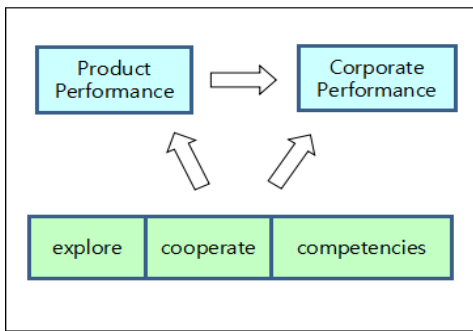 Product
Performance
Corporate
Performance
explore
cooperate
competencies